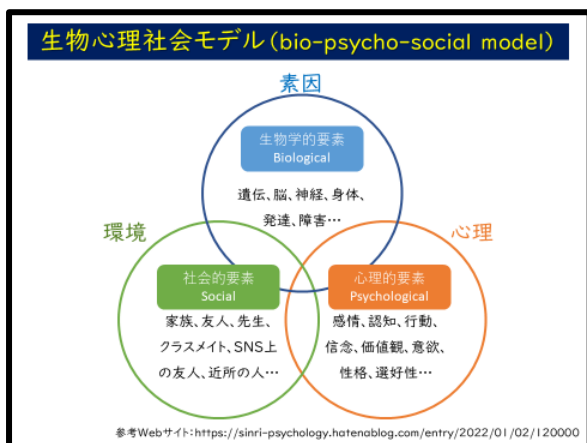 生物心理社会モデル(bio-psycho-social model)
素因
生物学的要素
Biological
遺伝、脳、神経、身体、
発達、障害…
環境
心理
社会的要素
Social
家族、友人、先生、
クラスメイト、SNS上
の友人、近所の人…
心理的要素
Psychological
感情、認知、行動、
信念、価値観、意欲、
性格、選好性…
参考Webサイト:https://sinri-psychology.hatenablog.com/entry/2022/01/02/120000